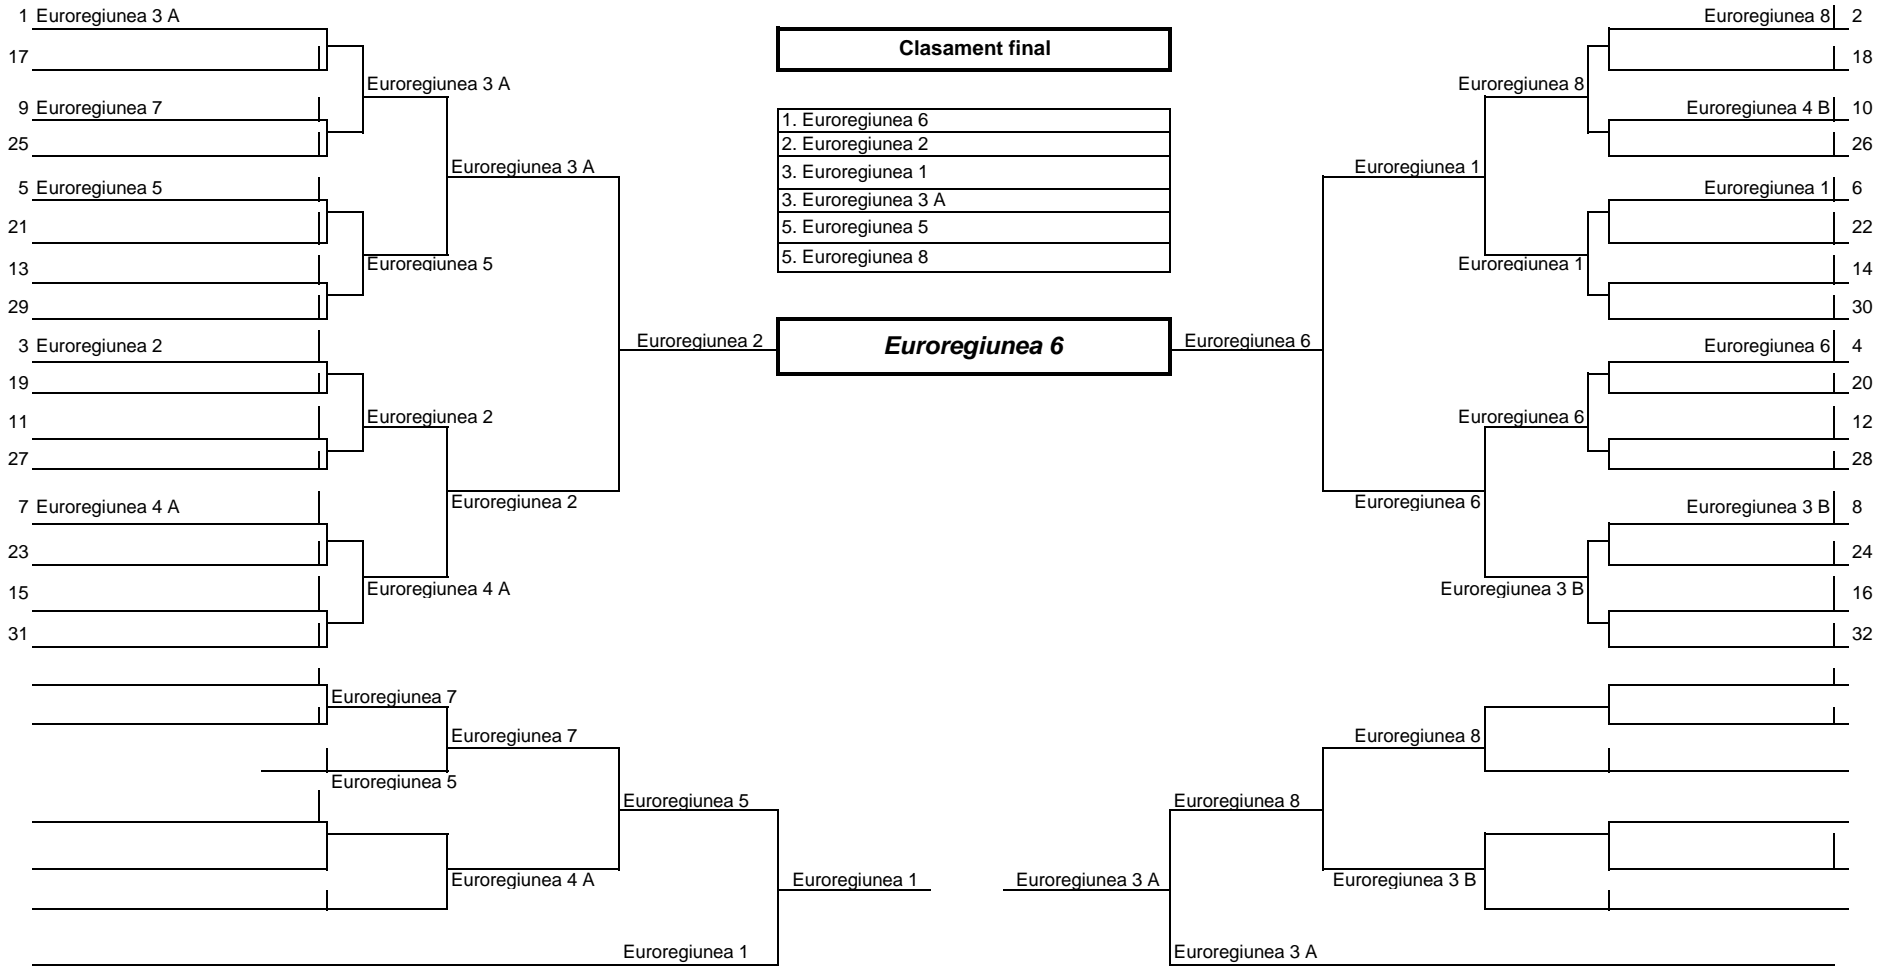 1 Euroregiunea 3 A
17
9 Euroregiunea 7
25
5 Euroregiunea 5
21
13
29
3 Euroregiunea 2
19
11
27
7 Euroregiunea 4 A
23
15
31
Euroregiunea 3 A
Euroregiunea 5
Euroregiunea 2
Euroregiunea 4 A
Euroregiunea 3 A
Euroregiunea 2
Euroregiunea 2
Clasament final
1. Euroregiunea 6
2. Euroregiunea 2
3. Euroregiunea 1
3. Euroregiunea 3 A
5. Euroregiunea 5
5. Euroregiunea 8
Euroregiunea 6
Euroregiunea 6
Euroregiunea 1
Euroregiunea 6
Euroregiunea 8
Euroregiunea 1
Euroregiunea 6
Euroregiunea 3 B
Euroregiunea 8 2
18
Euroregiunea 4 B 10
26
Euroregiunea 1 6
22
14
30
Euroregiunea 6 4
20
12
28
Euroregiunea 3 B 8
24
16
32
Euroregiunea 7
Euroregiunea 5
Euroregiunea 7
Euroregiunea 4 A
Euroregiunea 5
Euroregiunea 1
Euroregiunea 1
Euroregiunea 8
Euroregiunea 3 B
Euroregiunea 8
Euroregiunea 3 A
Euroregiunea 3 A